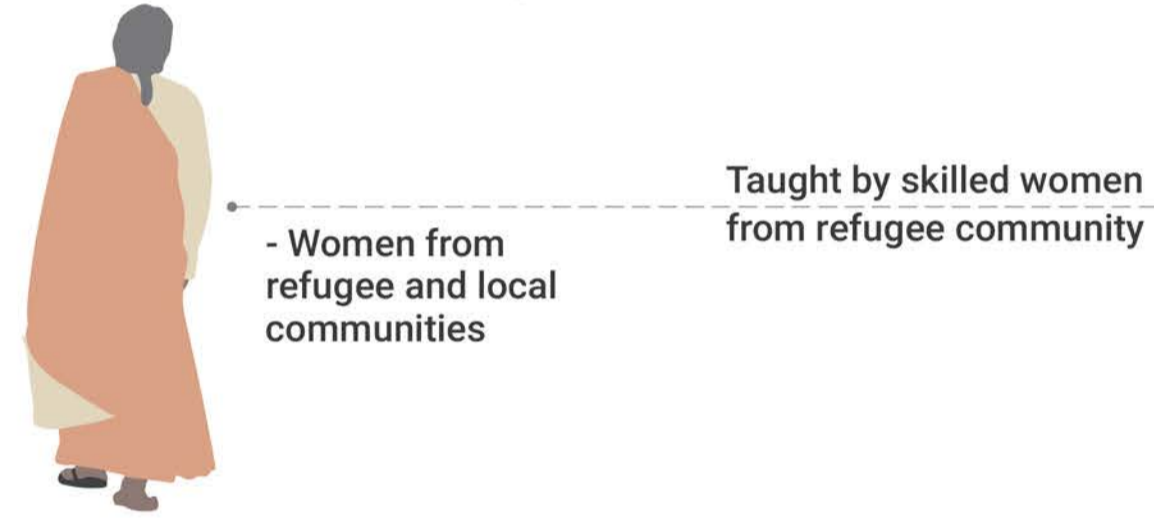 Taught by skilled women
from refugee community
- Women from
refugee and local
communities